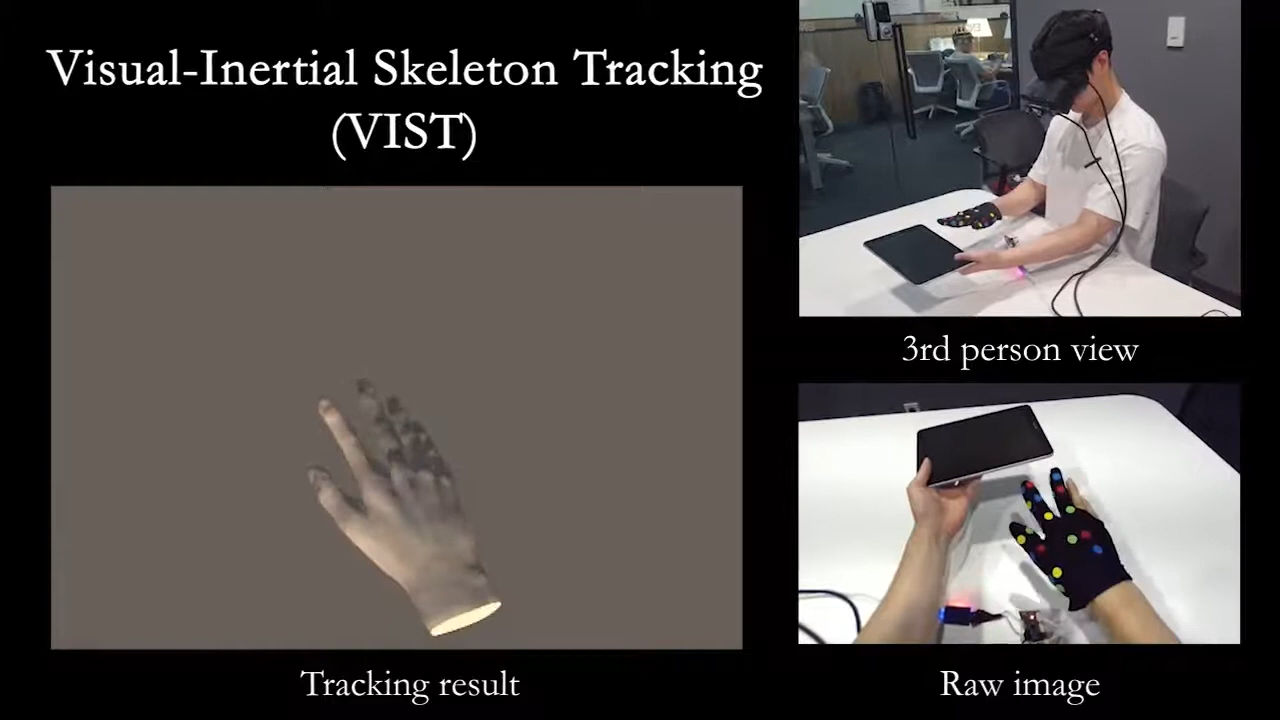 Visual-Inertial Skeleton Tracking
(VIST)
3rd person view
Tracking result
Raw image